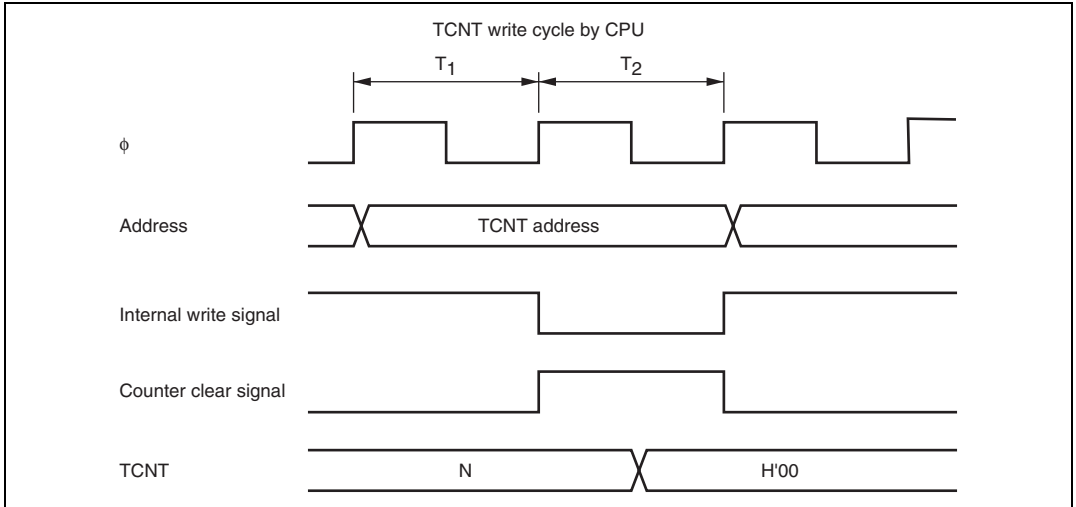 TCNT write cycle by CPU
T1 T2
ϕ
Address TCNT address
Internal write signal
Counter clear signal
TCNT N H'00